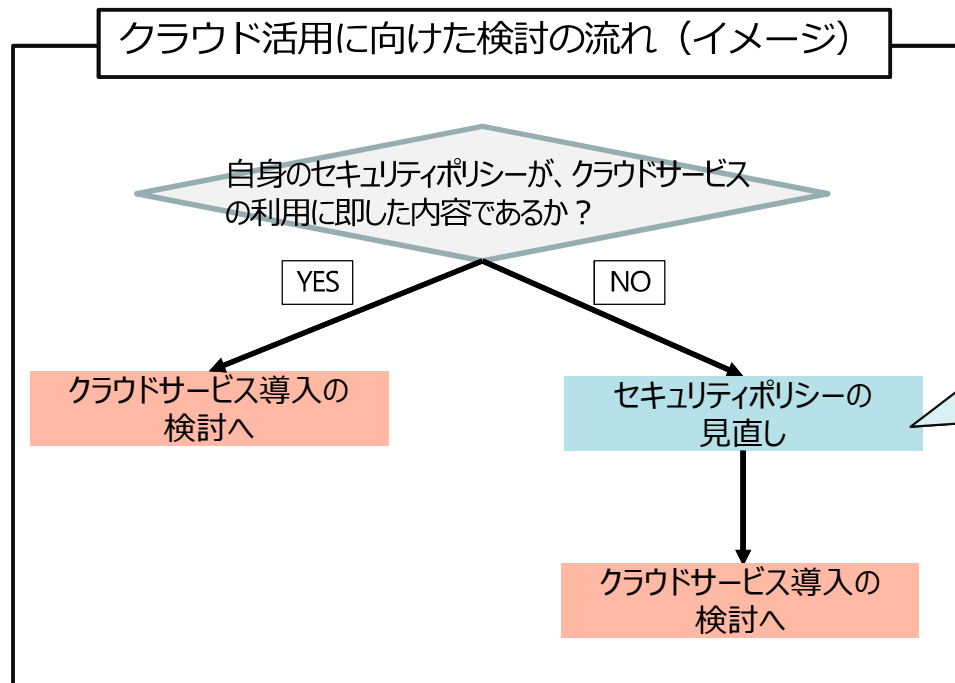 クラウド活用に向けた検討の流れ（イメージ）
自身のセキュリティポリシーが、クラウドサービス
の利用に即した内容であるか？
YES
NO
クラウドサービス導入の
検討へ
セキュリティポリシーの
見直し
クラウドサービス導入の
検討へ